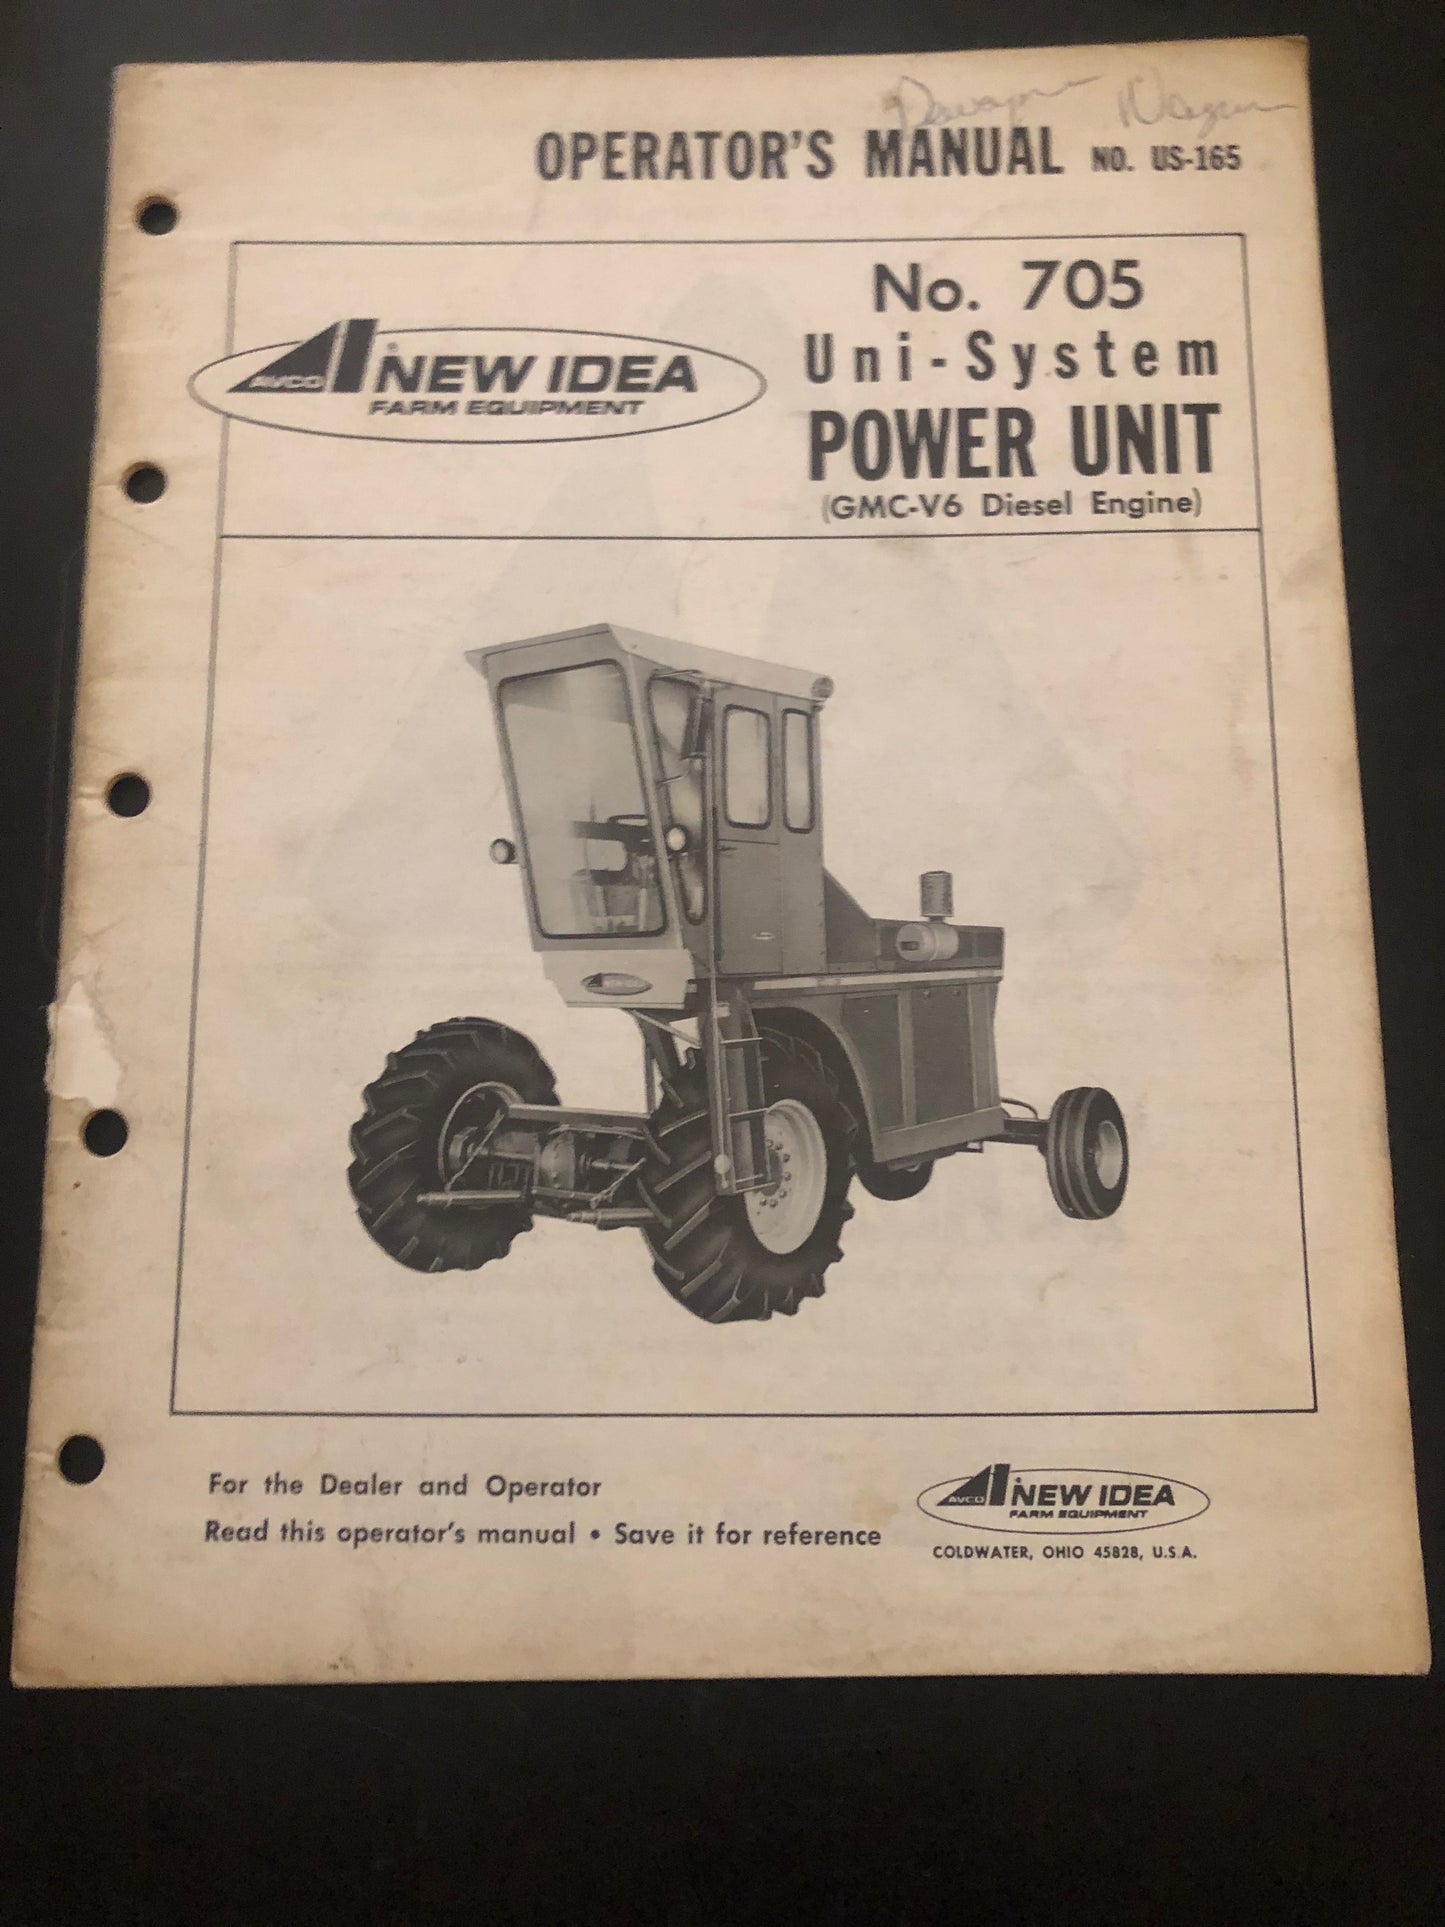 OPERATOR'S MANUAL NO. US-165
No. 705
Uni-System
POWER UNIT
(GMC-V6 Diesel Engine)
AVCO NEW IDEA
FARM EQUIPMENT
For the Dealer and Operator
Read this operator's manual • Save it for reference
AVCO NEW IDEA
FARM EQUIPMENT
COLDWATER, OHIO 45828, U.S.A.